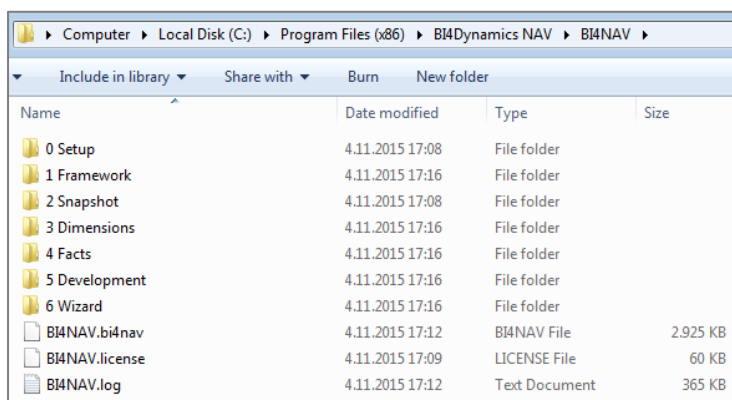 Computer Local Disk (C:) Program Files (x86) BI4Dynamics NAV BI4NAV
Include in library Share with Burn New folder
Name Date modified Type Size
0 Setup 4.11.2015 17:08 File folder
1 Framework 4.11.2015 17:16 File folder
2 Snapshot 4.11.2015 17:08 File folder
3 Dimensions 4.11.2015 17:16 File folder
4 Facts 4.11.2015 17:16 File folder
5 Development 4.11.2015 17:16 File folder
6 Wizard 4.11.2015 17:16 File folder
BI4NAV.bi4nav 4.11.2015 17:12 BI4NAV File 2.925 KB
BI4NAV.license 4.11.2015 17:09 LICENSE File 60 KB
BI4NAV.log 4.11.2015 17:12 Text Document 365 KB